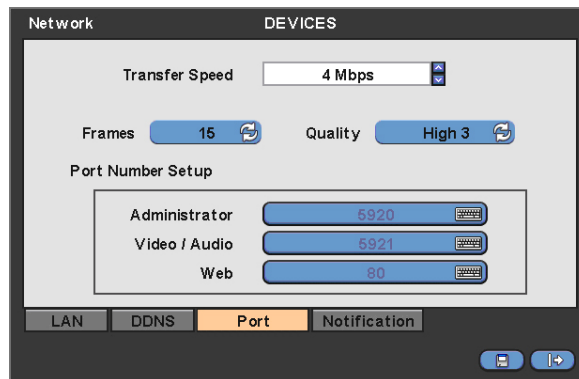 Network DEVICES
Transfer Speed 4 Mbps
Frames 15 Quality High 3
Port Number Setup
Administrator 5920
Video / Audio 5921
Web 80
LAN DDNS Port Notification